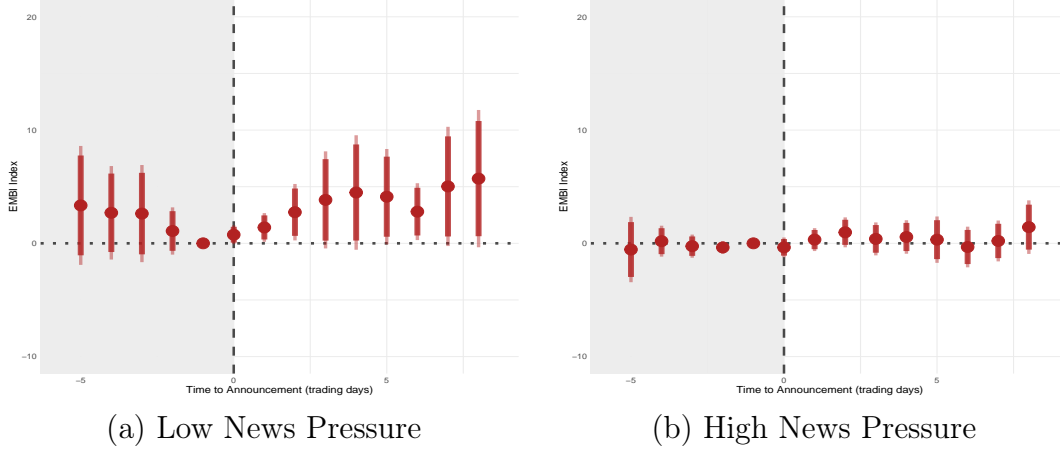 20
10
0
−10
EMBI Index
−5
0
5
Time to Announcement (trading days)
(a) Low News Pressure
20
10
0
−10
EMBI Index
−5
0
5
Time to Announcement (trading days)
(b) High News Pressure